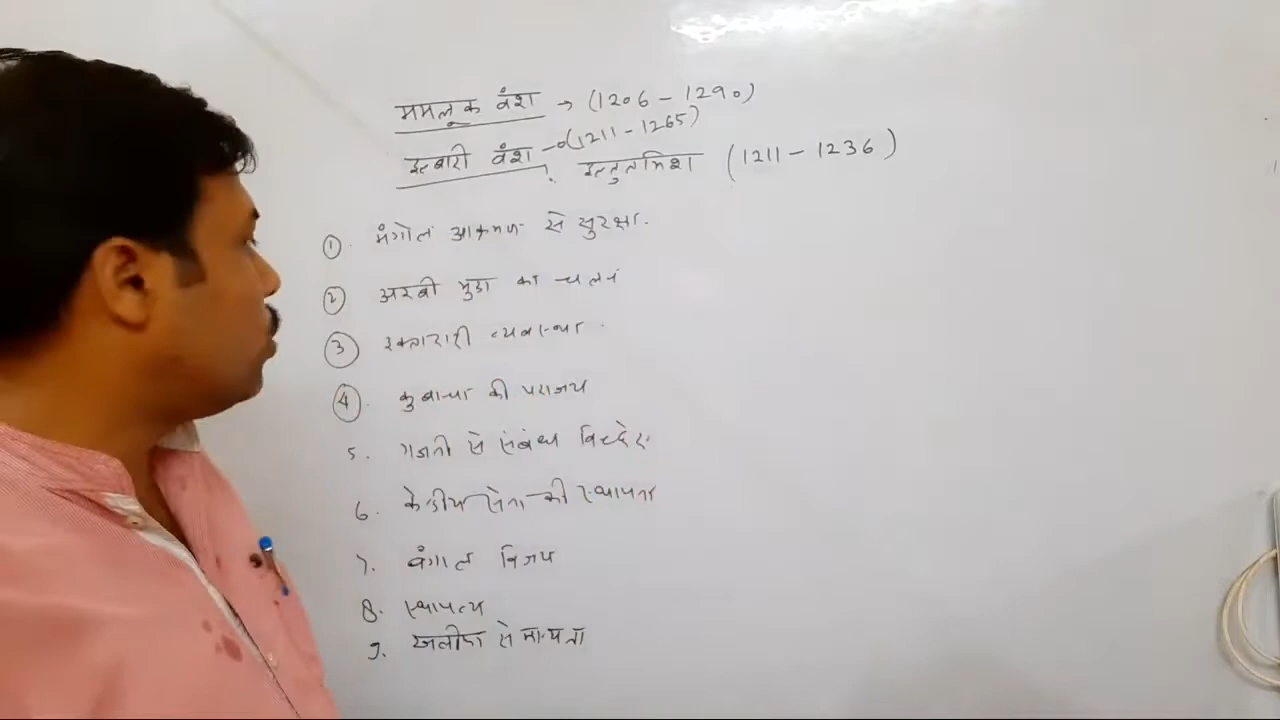 ममलूक वंश → (1206 - 1290)
इल्बारी वंश → (1211 - 1265)
इल्तुतमिश (1211 - 1236)
① मंगोल आक्रमण से सुरक्षा.
② अरबी मुद्रा का चलन
③ इक्तादारी व्यवस्था.
④. कुबाचा की पराजय
5. गजनी से संबंध विच्छेद
6. केन्द्रीय सेना की स्थापना
7. बंगाल विजय
8. स्थापत्य
9. खलीफा से मान्यता